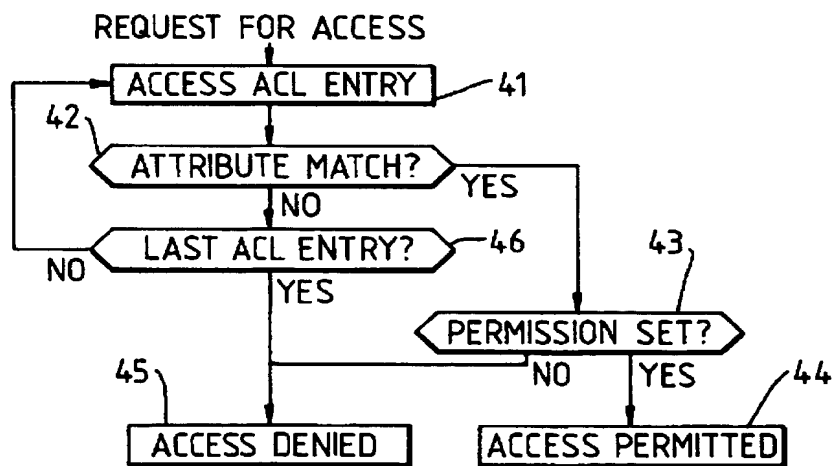 REQUEST FOR ACCESS
ACCESS ACL ENTRY
41
42
ATTRIBUTE MATCH?
YES
NO
LAST ACL ENTRY?
46
NO
YES
43
PERMISSION SET?
NO
YES
45
44
ACCESS DENIED
ACCESS PERMITTED